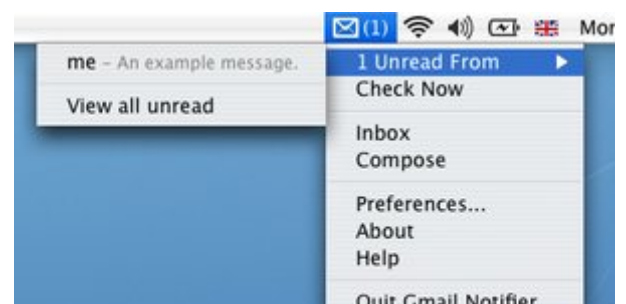 (1) Mor
me – An example message.
View all unread
1 Unread From
Check Now
Inbox
Compose
Preferences...
About
Help
Quit Gmail Notifier